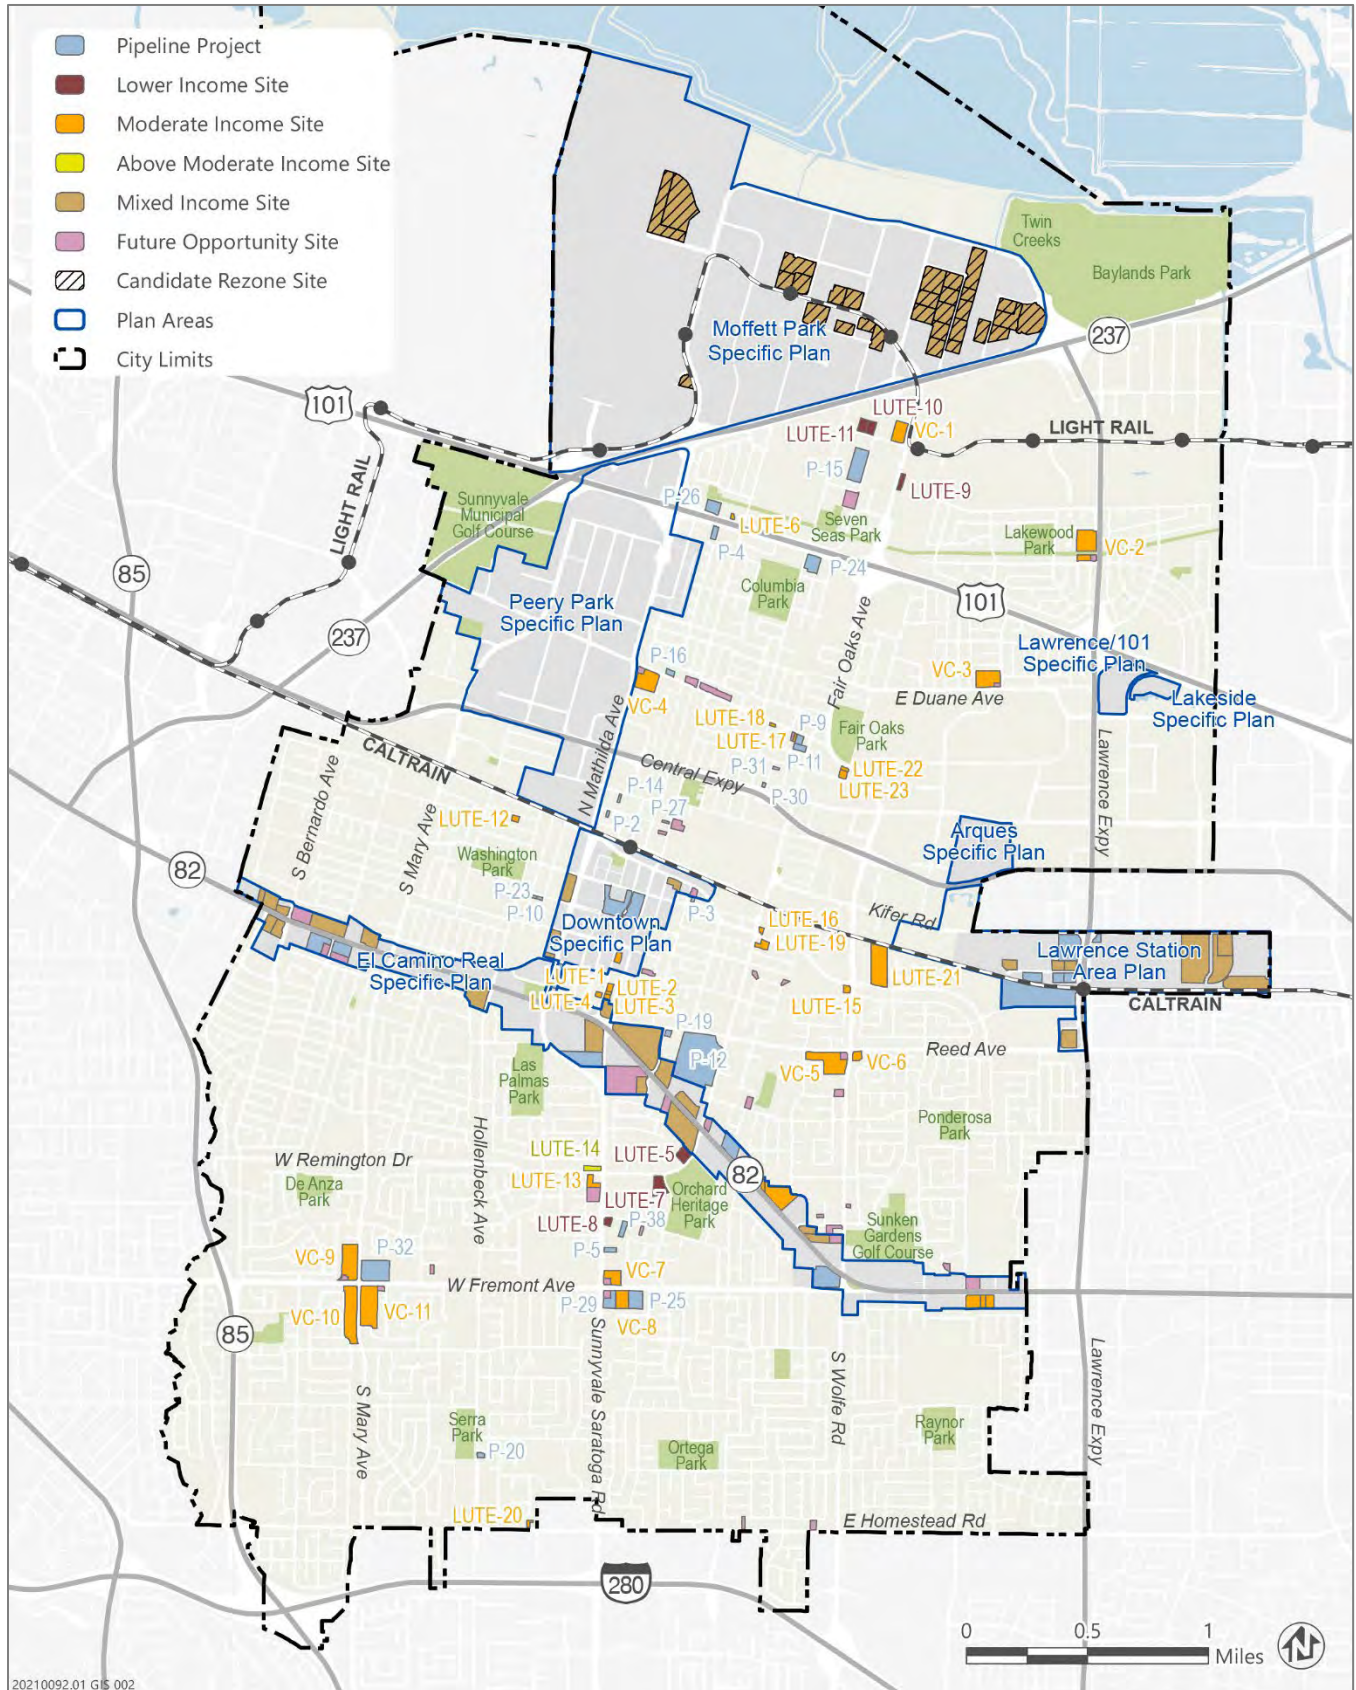 Pipeline Project
Lower Income Site
Moderate Income Site
Above Moderate Income Site
Mixed Income Site
Future Opportunity Site
Candidate Rezone Site
Plan Areas
City Limits
Twin
Creeks
Baylands Park
Moffett Park
Specific Plan
237
101
LUTE-10
LUTE-11
VC-1
LIGHT RAIL
P-15
LUTE-9
LIGHT RAIL
Sunnyvale
Municipal
Golf Course
P-26
LUTE-6
P-4
Seven
Seas Park
Lakewood
Park
VC-2
85
P-24
Columbia
Park
101
237
Peery Park
Specific Plan
Fair Oaks Ave
Lawrence/101
Specific Plan
P-16
VC-3
E Duane Ave
VC-4
Lakeside
Specific Plan
N Mathilda Ave
LUTE-18
P-9
LUTE-17
Fair Oaks
Park
CALTRAIN
Central Expy
P-11
P-31
LUTE-22
LUTE-23
Lawrence Expy
P-14
P-30
S Bernardo Ave
S Mary Ave
P-27
LUTE-12
P-2
Arques
Specific Plan
82
Washington
Park
P-23
P-10
P-3
Downtown
Specific Plan
LUTE-16
LUTE-19
Kifer Rd
Lawrence Station
Area Plan
El Camino Real
Specific Plan
LUTE-1
LUTE-2
LUTE-4
LUTE-3
LUTE-21
LUTE-15
CALTRAIN
P-19
P-12
Reed Ave
VC-5
VC-6
Las
Palmas
Park
Hollenbeck Ave
Ponderosa
Park
LUTE-14
LUTE-5
W Remington Dr
De Anza
Park
LUTE-13
LUTE-7
82
Orchard
Heritage
Park
LUTE-8
P-38
Sunken
Gardens
Golf Course
P-5
VC-9
P-32
VC-7
W Fremont Ave
P-29
P-25
VC-10
VC-11
VC-8
85
Sunnyvale Saratoga Rd
S Wolfe Rd
Lawrence Expy
S Mary Ave
Serra
Park
P-20
Ortega
Park
Raynor
Park
LUTE-20
E Homestead Rd
280
0
0.5
1
Miles
N
20210092.01 GIS 002